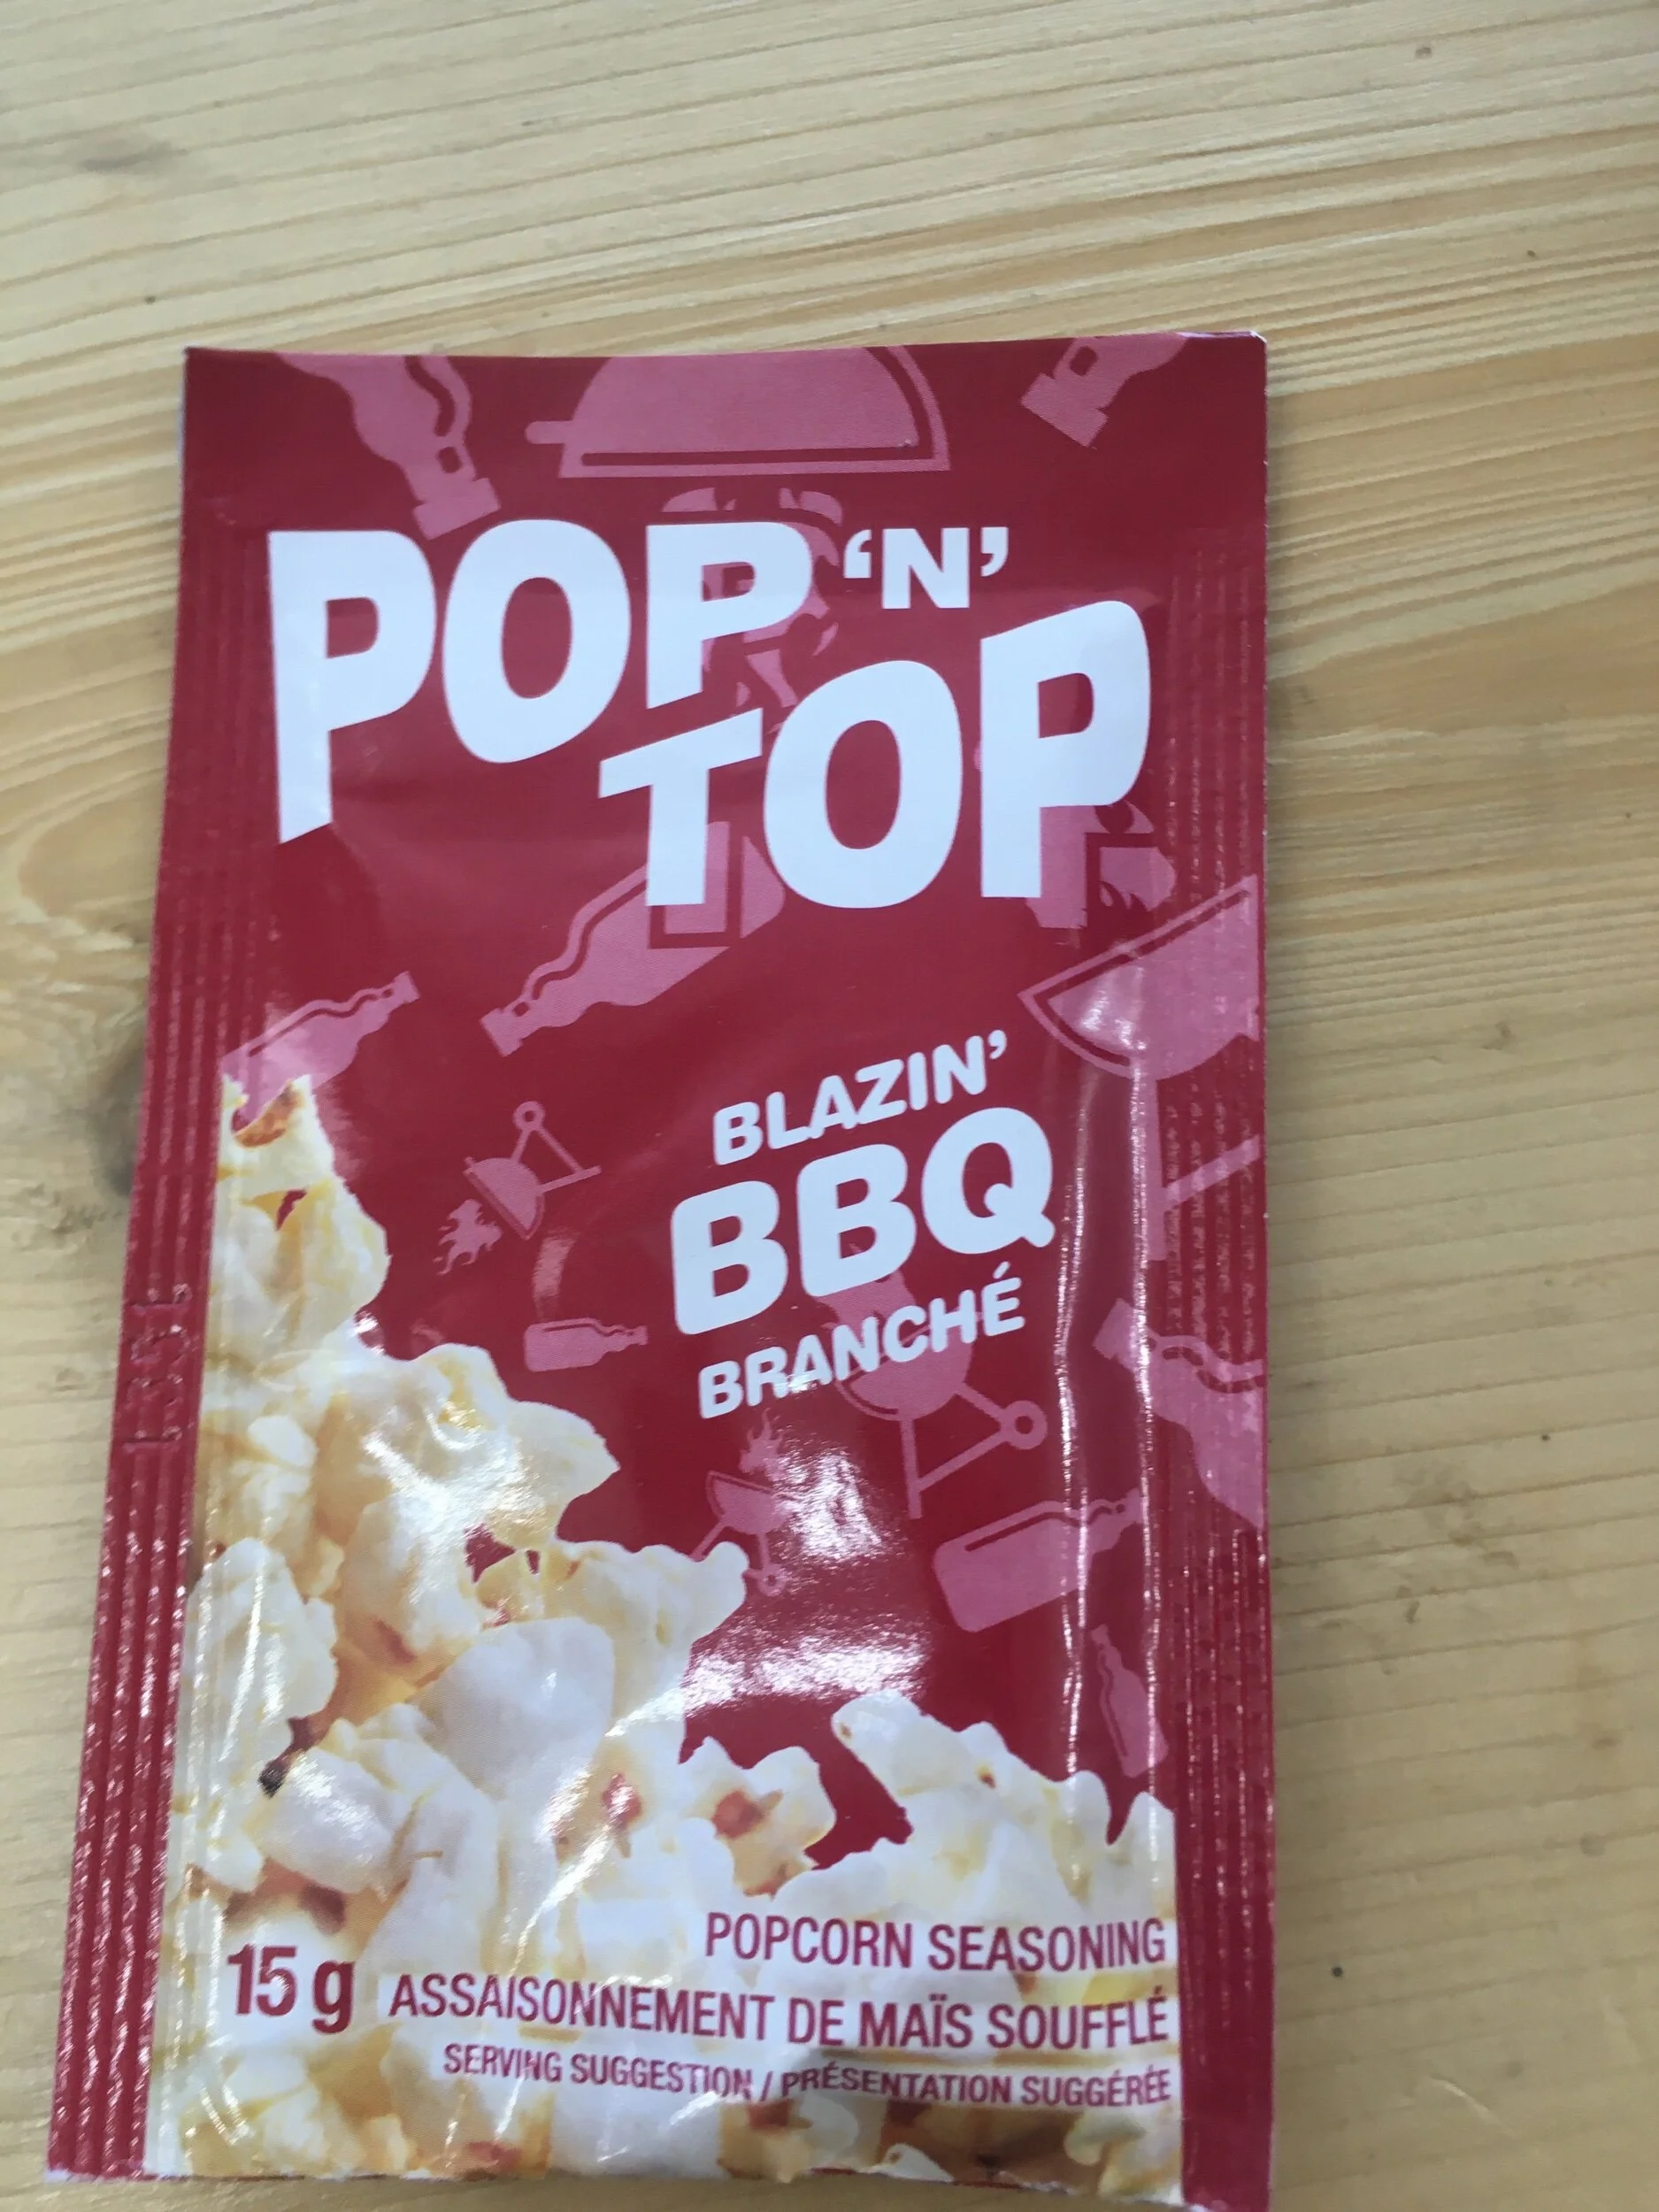 POP 'N'
TOP
BLAZIN'
BBQ
BRANCHÉ
POPCORN SEASONING
15 g ASSAISONNEMENT DE MAÏS SOUFFLÉ
SERVING SUGGESTION / PRÉSENTATION SUGGÉRÉE